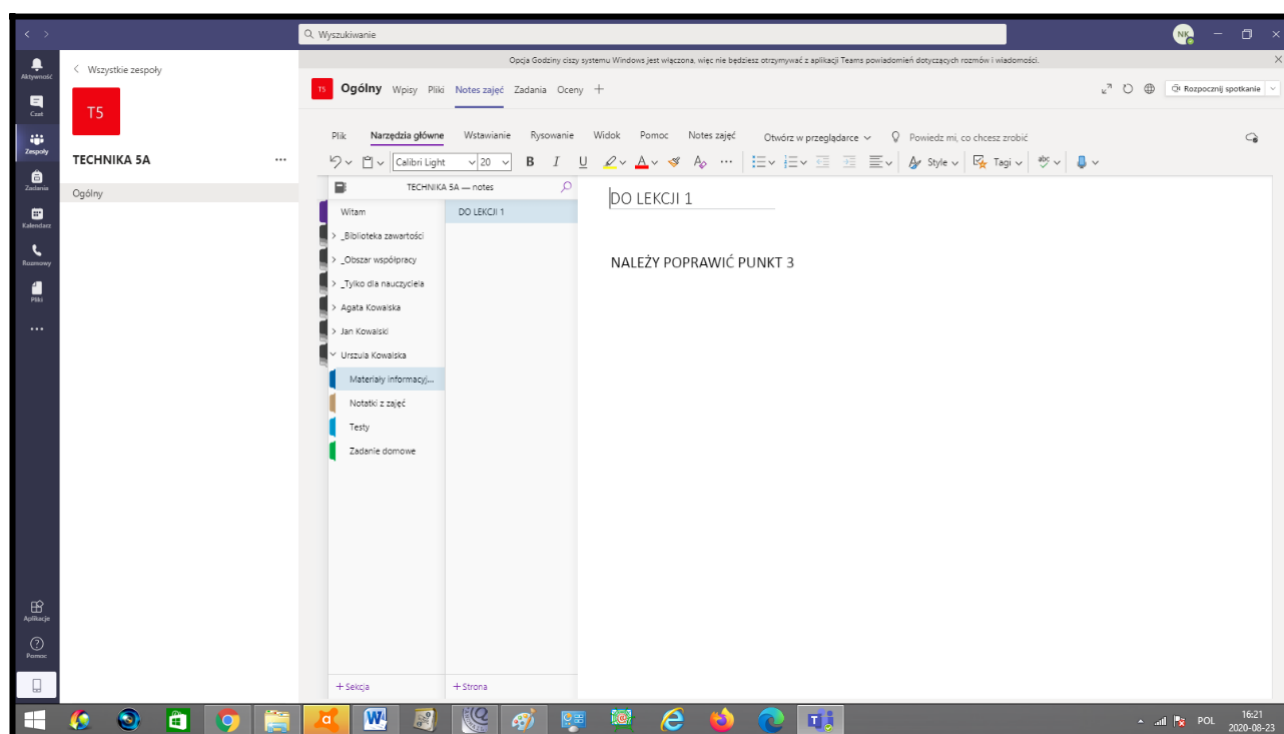 Wyszukiwanie
NK
Opcja Godziny ciszy systemu Windows jest włączona, więc nie będziesz otrzymywać z aplikacji Teams powiadomień dotyczących rozmów i wiadomości.
Aktywność
Czat
Zespoły
Zadania
Kalendarz
Rozmowy
Pliki
Aplikacje
Pomoc
Wszystkie zespoły
T5
TECHNIKA 5A
Ogólny
T5 Ogólny Wpisy Pliki Notes zajęć Zadania Oceny
Rozpocznij spotkanie
Plik Narzędzia główne Wstawianie Rysowanie Widok Pomoc Notes zajęć Otwórz w przeglądarce Powiedz mi, co chcesz zrobić
Calibri Light 20 B I U A A Style Tagi
TECHNIKA 5A — notes
Witam
_Biblioteka zawartości
_Obszar współpracy
_Tylko dla nauczyciela
Agata Kowalska
Jan Kowalski
Urszula Kowalska
Materiały informacyj...
Notatki z zajęć
Testy
Zadanie domowe
+ Sekcja
DO LEKCJI 1
+ Strona
DO LEKCJI 1
NALEŻY POPRAWIĆ PUNKT 3
POL
16:21
2020-08-23